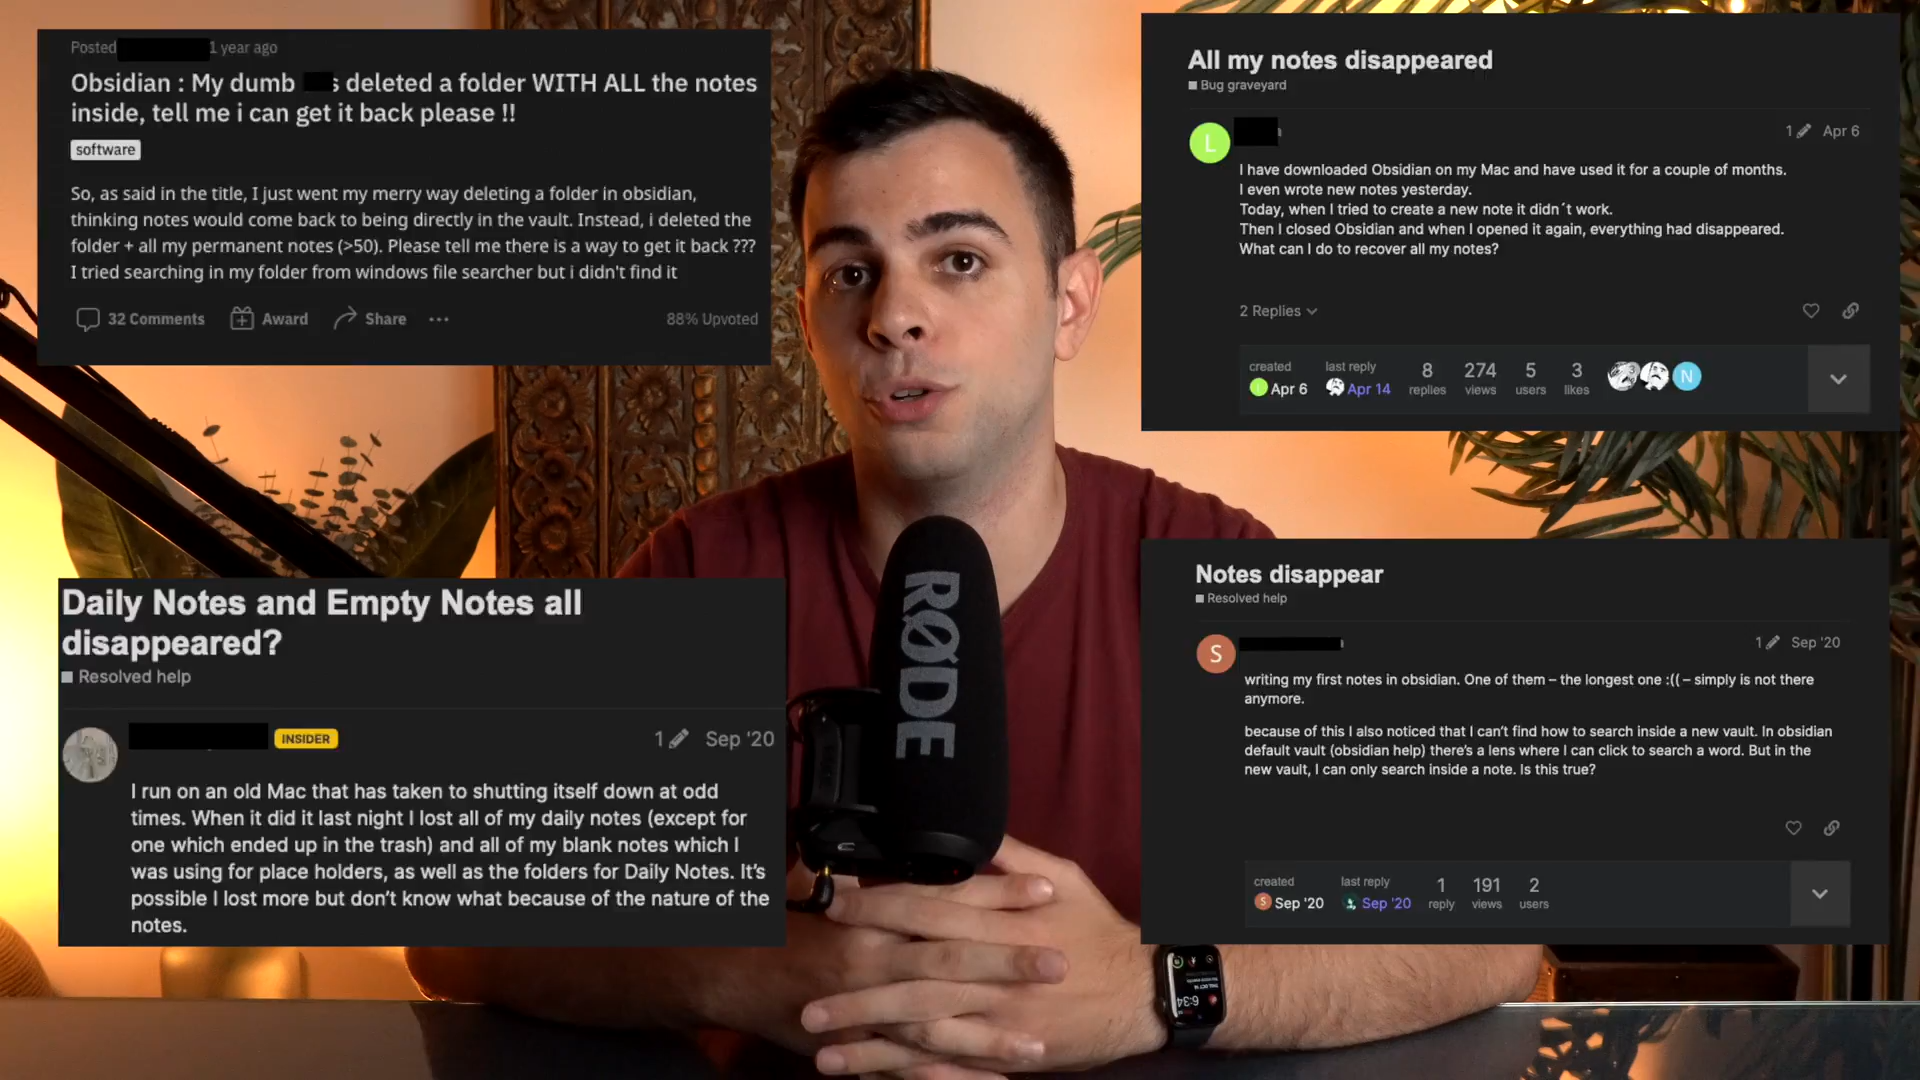 Posted 1 year ago
Obsidian : My dumb s deleted a folder WITH ALL the notes
inside, tell me i can get it back please !!
software
So, as said in the title, I just went my merry way deleting a folder in obsidian,
thinking notes would come back to being directly in the vault. Instead, i deleted the
folder + all my permanent notes (>50). Please tell me there is a way to get it back ???
I tried searching in my folder from windows file searcher but i didn't find it
32 Comments Award Share ... 88% Upvoted
All my notes disappeared
Bug graveyard
L
1 Apr 6
I have downloaded Obsidian on my Mac and have used it for a couple of months.
I even wrote new notes yesterday.
Today, when I tried to create a new note it didn´t work.
Then I closed Obsidian and when I opened it again, everything had disappeared.
What can I do to recover all my notes?
2 Replies
created last reply 8 274 5 3
Apr 6 Apr 14 replies views users likes N
Daily Notes and Empty Notes all
disappeared?
Resolved help
INSIDER 1 Sep '20
I run on an old Mac that has taken to shutting itself down at odd
times. When it did it last night I lost all of my daily notes (except for
one which ended up in the trash) and all of my blank notes which I
was using for place holders, as well as the folders for Daily Notes. It's
possible I lost more but don't know what because of the nature of the
notes.
RØDE
Notes disappear
Resolved help
S
1 Sep '20
writing my first notes in obsidian. One of them – the longest one :(( – simply is not there
anymore.
because of this I also noticed that I can't find how to search inside a new vault. In obsidian
default vault (obsidian help) there's a lens where I can click to search a word. But in the
new vault, I can only search inside a note. Is this true?
created last reply 1 191 2
S Sep '20 Sep '20 reply views users
6:34